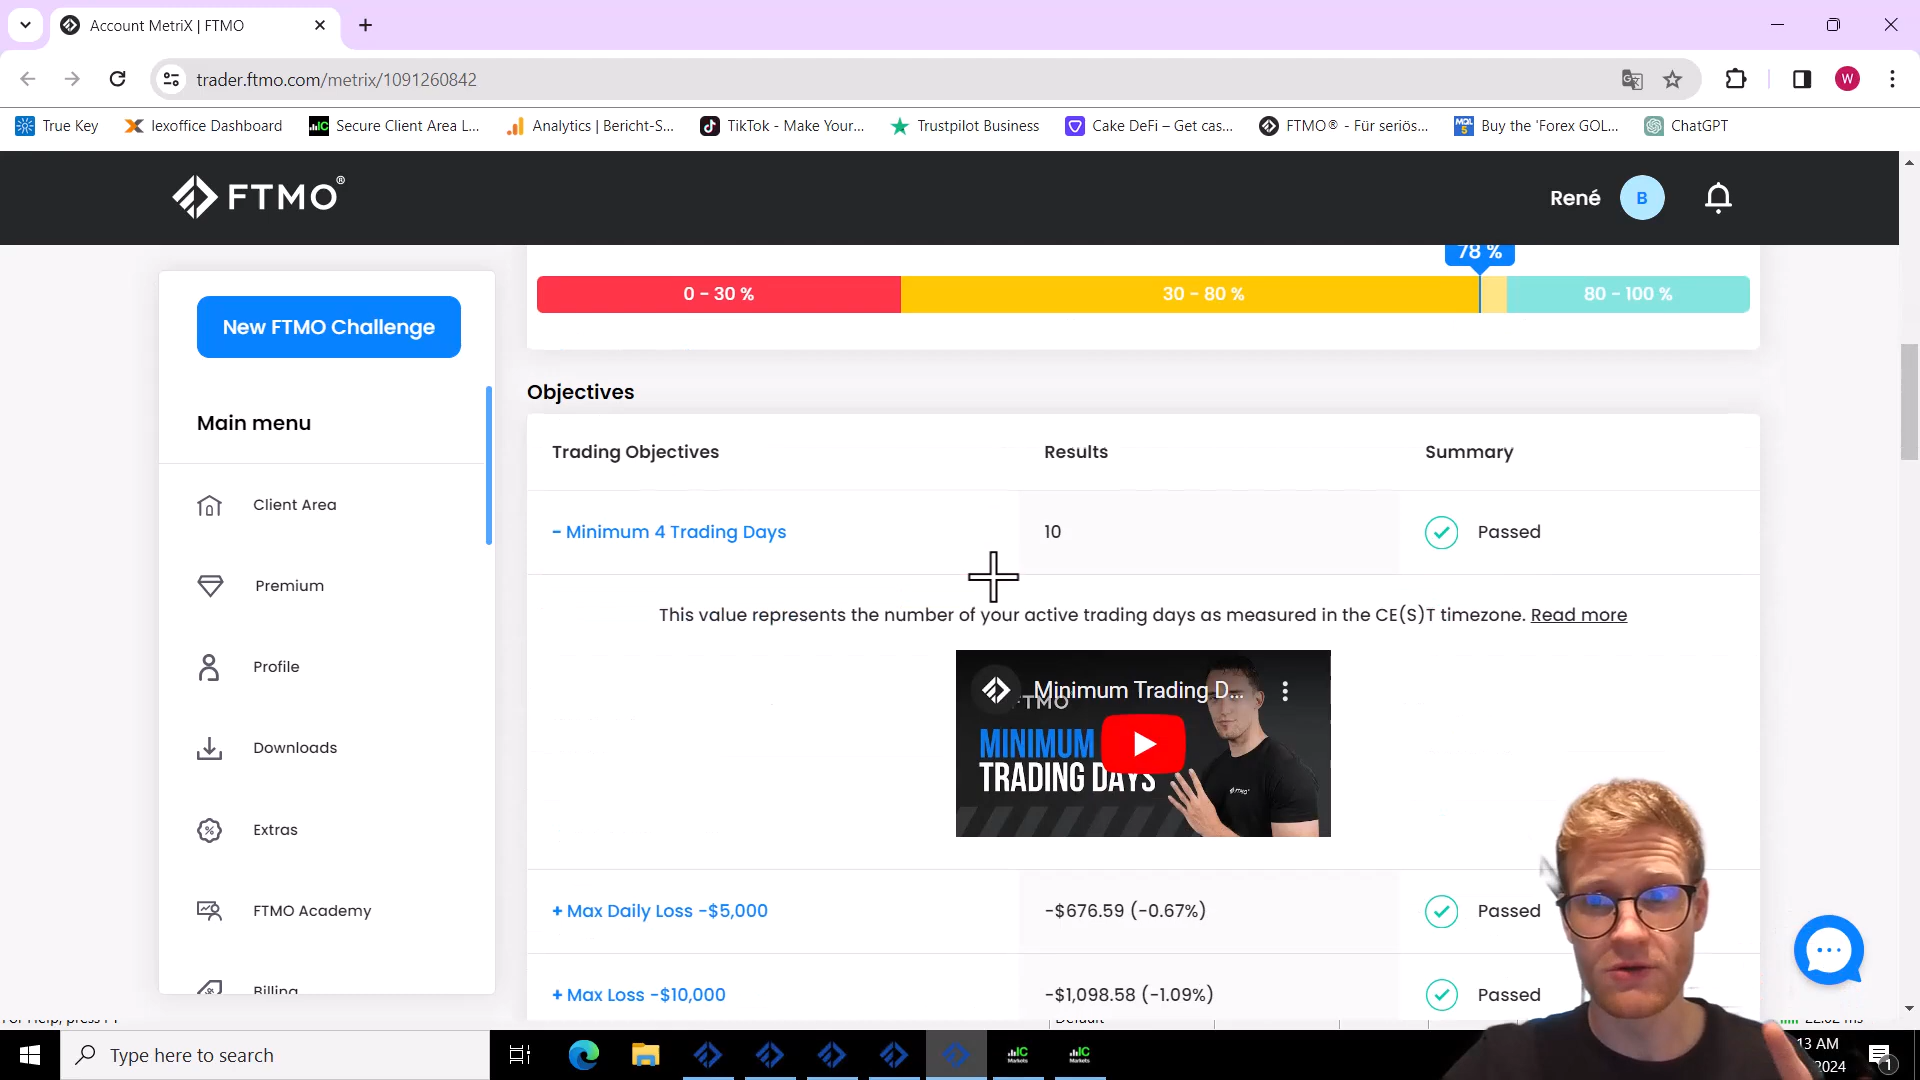 Account MetriX | FTMO
trader.ftmo.com/metrix/1091260842
W
True Key
lexoffice Dashboard
Secure Client Area L...
Analytics | Bericht-S...
TikTok - Make Your...
Trustpilot Business
Cake DeFi – Get cas...
FTMO® - Für seriös...
Buy the 'Forex GOL...
ChatGPT
FTMO®
René
B
78 %
0 - 30 %
30 - 80 %
80 - 100 %
New FTMO Challenge
Main menu
Client Area
Premium
Profile
Downloads
Extras
FTMO Academy
Billing
Objectives
Trading Objectives
Results
Summary
- Minimum 4 Trading Days
10
Passed
This value represents the number of your active trading days as measured in the CE(S)T timezone. Read more
Minimum Trading D...
FTMO
MINIMUM
TRADING DAYS
+ Max Daily Loss -$5,000
-$676.59 (-0.67%)
Passed
+ Max Loss -$10,000
-$1,098.58 (-1.09%)
Passed
Type here to search
13 AM
2024
1